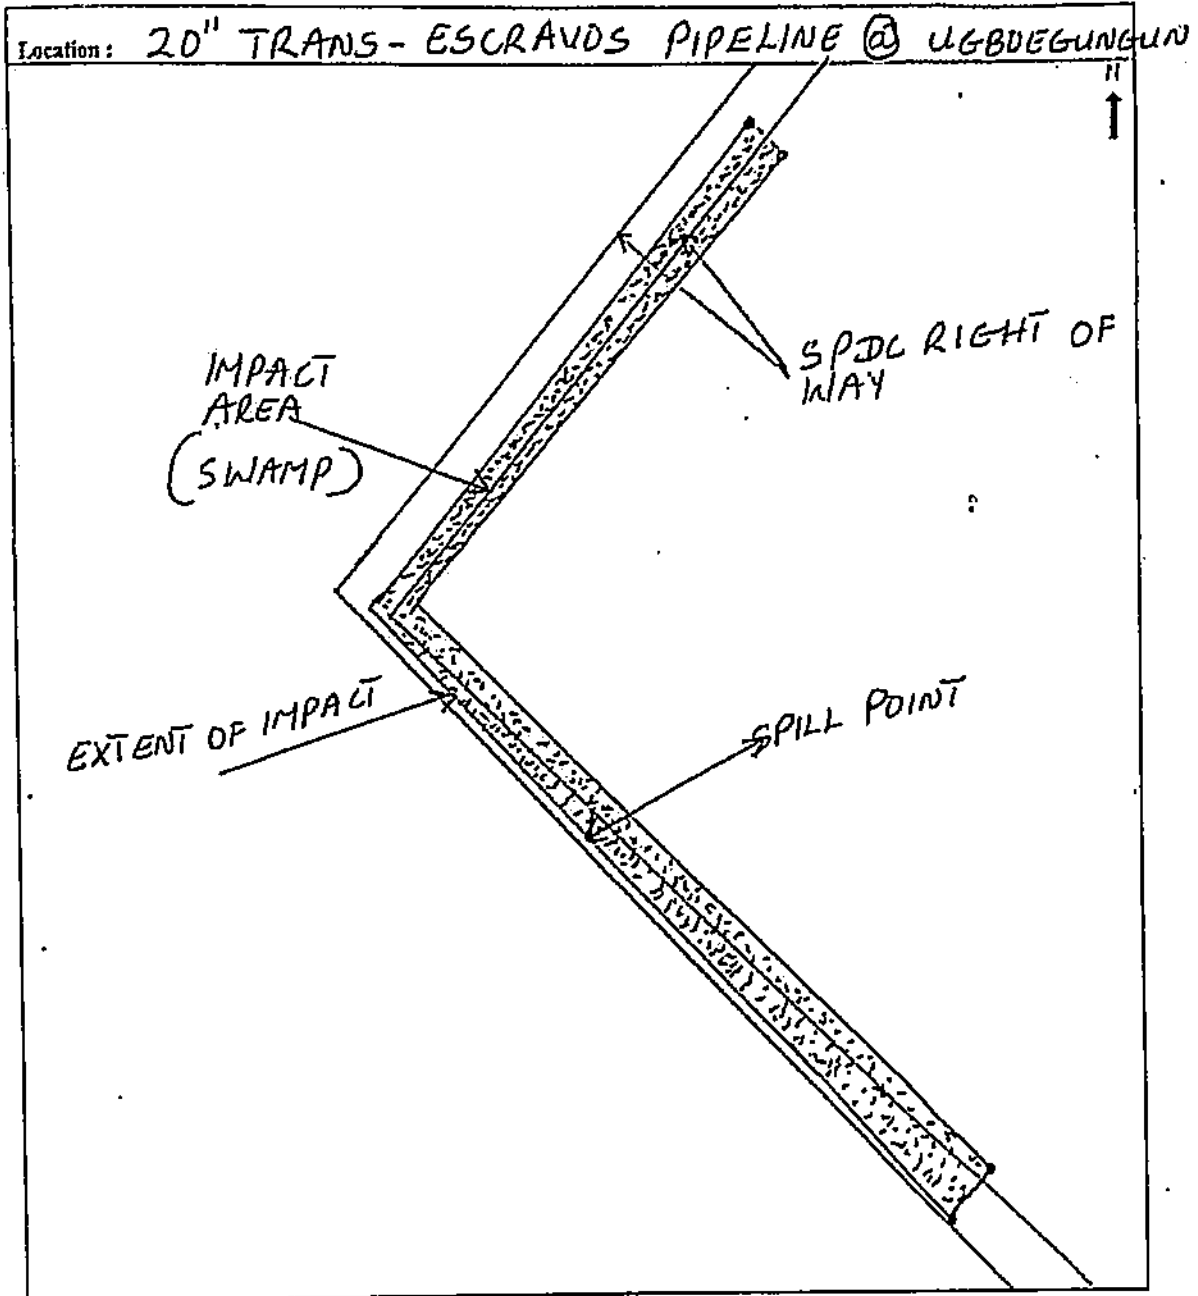 Location: 20" TRANS-ESCRAVOS PIPELINE @ UGBOEGUNGUN
N
IMPACT
AREA
(SWAMP)
SPDC RIGHT OF
WAY
EXTENT OF IMPACT
SPILL POINT